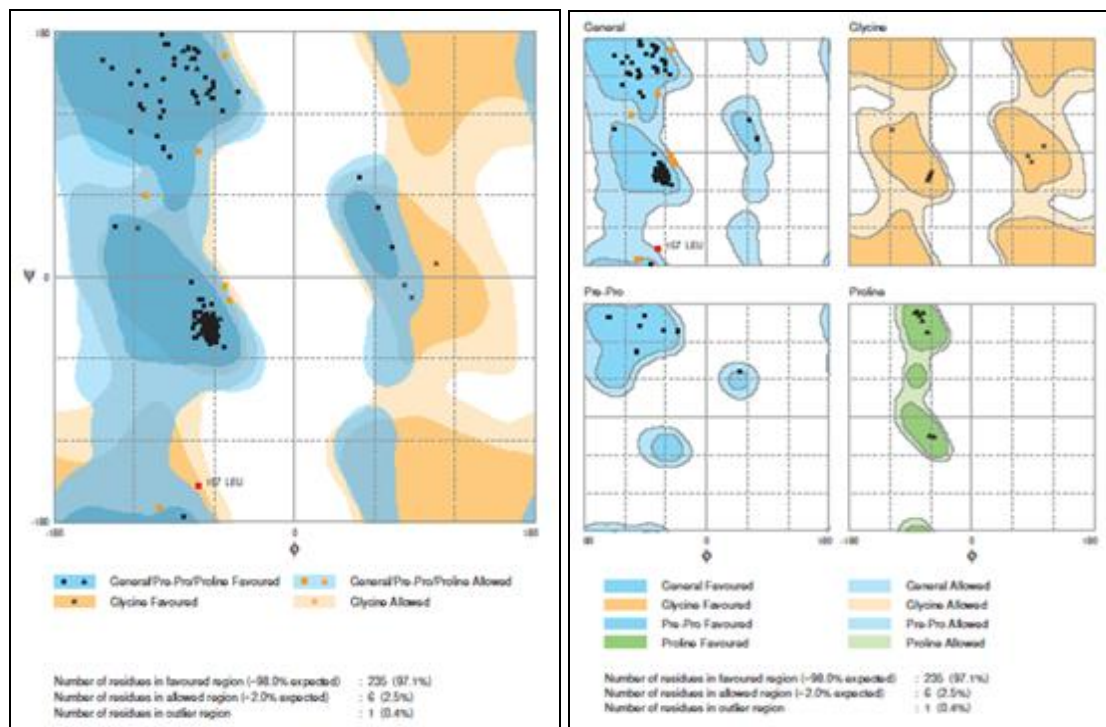 180
Ψ
0
167 LEU
-180
-180
0
180
Φ
General/Pre-Pro/Proline Favoured
General/Pre-Pro/Proline Allowed
Glycine Favoured
Glycine Allowed
Number of residues in favoured region (~98.0% expected) : 235 (97.1%)
Number of residues in allowed region (~2.0% expected) : 6 (2.5%)
Number of residues in outlier region : 1 (0.4%)
General
Glycine
167 LEU
Pre-Pro
Proline
-180
0
180
Φ
Φ
General Favoured
General Allowed
Glycine Favoured
Glycine Allowed
Pre-Pro Favoured
Pre-Pro Allowed
Proline Favoured
Proline Allowed
Number of residues in favoured region (~98.0% expected) : 235 (97.1%)
Number of residues in allowed region (~2.0% expected) : 6 (2.5%)
Number of residues in outlier region : 1 (0.4%)